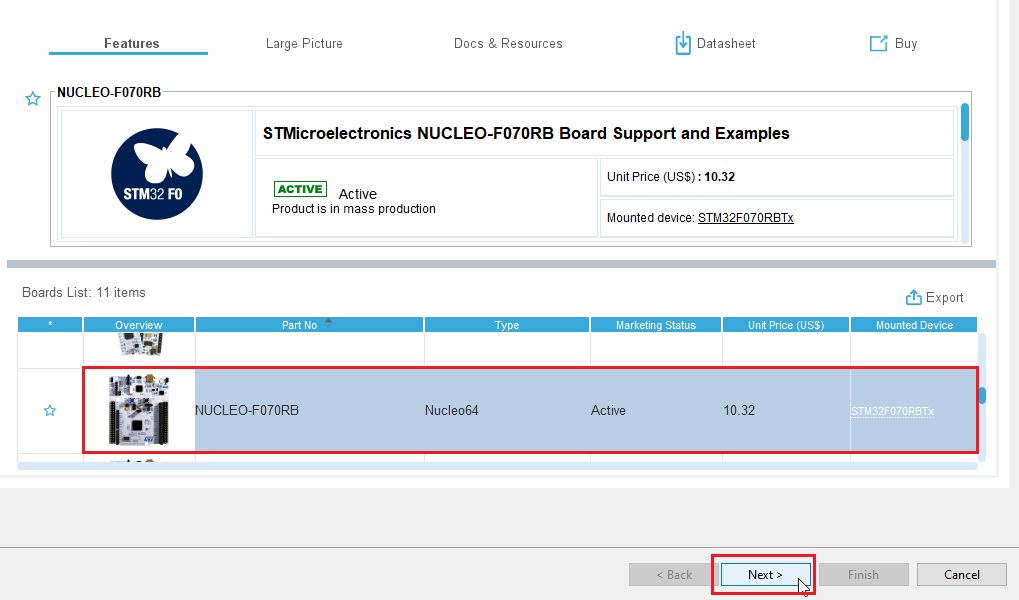 Features
Large Picture
Docs & Resources
Datasheet
Buy
NUCLEO-F070RB
STM32 F0
STMicroelectronics NUCLEO-F070RB Board Support and Examples
ACTIVE Active
Product is in mass production
Unit Price (US$) : 10.32
Mounted device: STM32F070RBTx
Boards List: 11 items
Export
* Overview Part No Type Marketing Status Unit Price (US$) Mounted Device
NUCLEO-F070RB Nucleo64 Active 10.32 STM32F070RBTx
< Back
Next >
Finish
Cancel